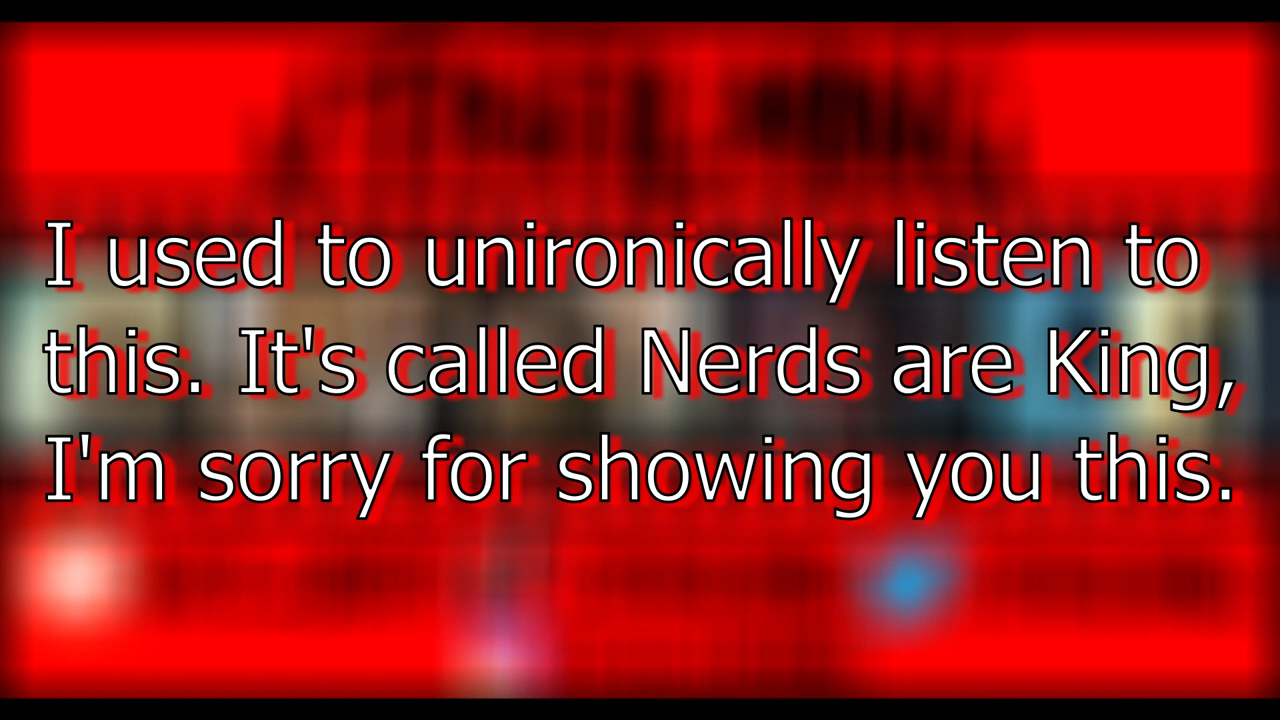 I used to unironically listen to
this. It's called Nerds are King,
I'm sorry for showing you this.